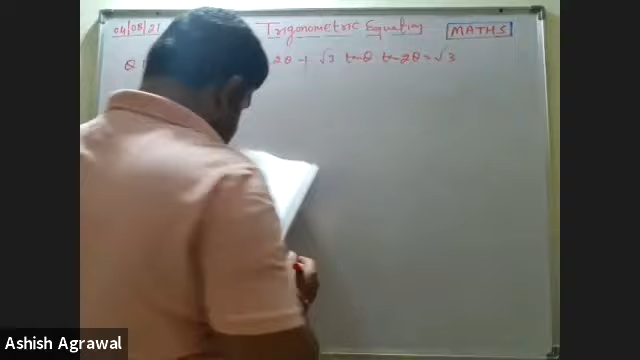 04/08/21 Trigonometric Equation MATHS
Q 2θ + √3 tanθ tan2θ = √3
Ashish Agrawal